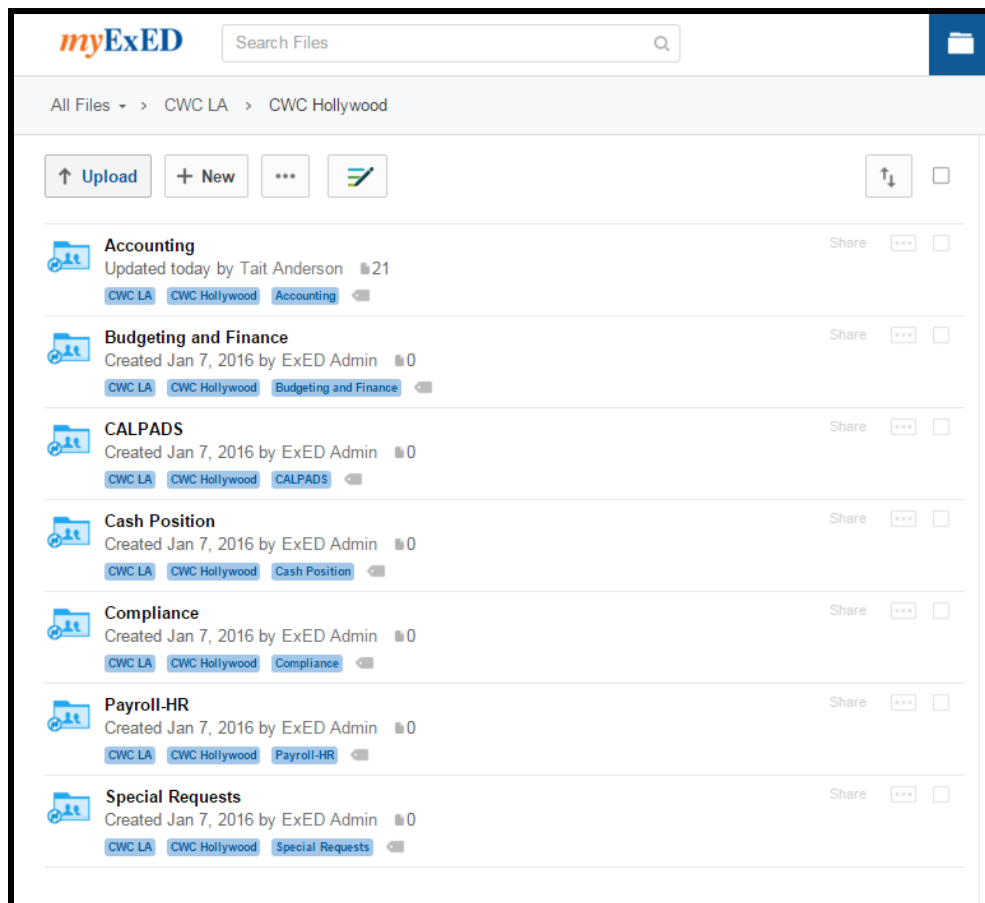 myExED
Search Files
All Files > CWC LA > CWC Hollywood
Upload
+ New
...
Accounting
Share
Updated today by Tait Anderson 21
CWC LA CWC Hollywood Accounting
Budgeting and Finance
Share
Created Jan 7, 2016 by ExED Admin 0
CWC LA CWC Hollywood Budgeting and Finance
CALPADS
Share
Created Jan 7, 2016 by ExED Admin 0
CWC LA CWC Hollywood CALPADS
Cash Position
Share
Created Jan 7, 2016 by ExED Admin 0
CWC LA CWC Hollywood Cash Position
Compliance
Share
Created Jan 7, 2016 by ExED Admin 0
CWC LA CWC Hollywood Compliance
Payroll-HR
Share
Created Jan 7, 2016 by ExED Admin 0
CWC LA CWC Hollywood Payroll-HR
Special Requests
Share
Created Jan 7, 2016 by ExED Admin 0
CWC LA CWC Hollywood Special Requests